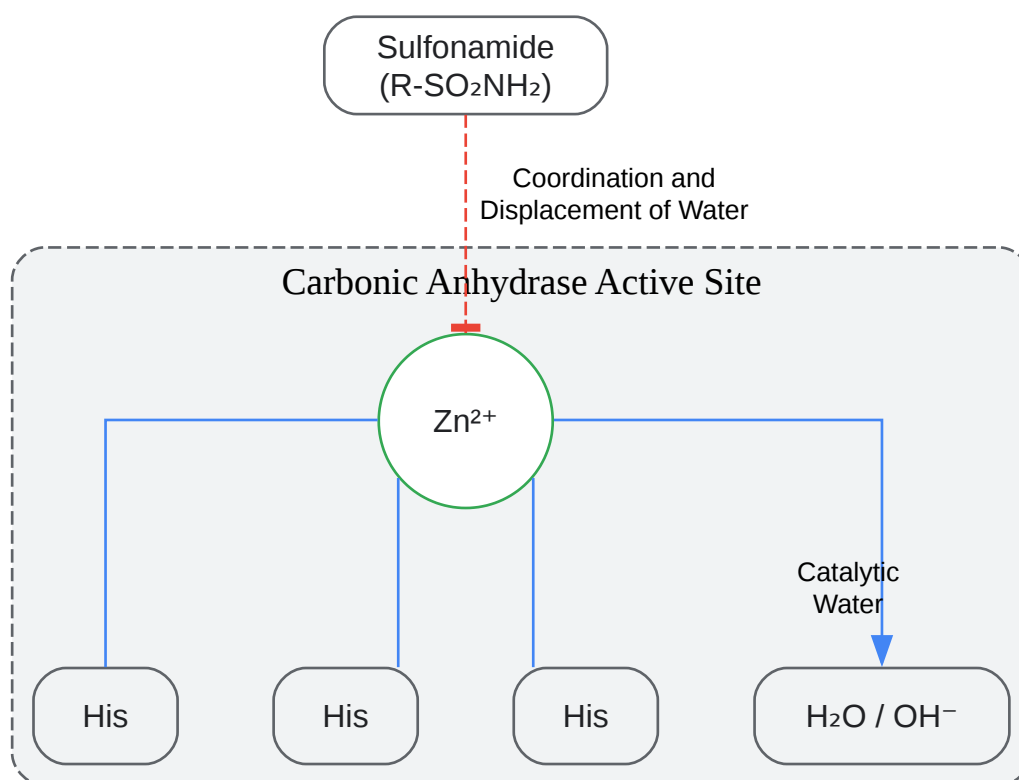 Sulfonamide
(R-SO₂NH₂)
Coordination and
Displacement of Water
Carbonic Anhydrase Active Site
Zn²⁺
Catalytic
Water
His
His
His
H₂O / OH⁻